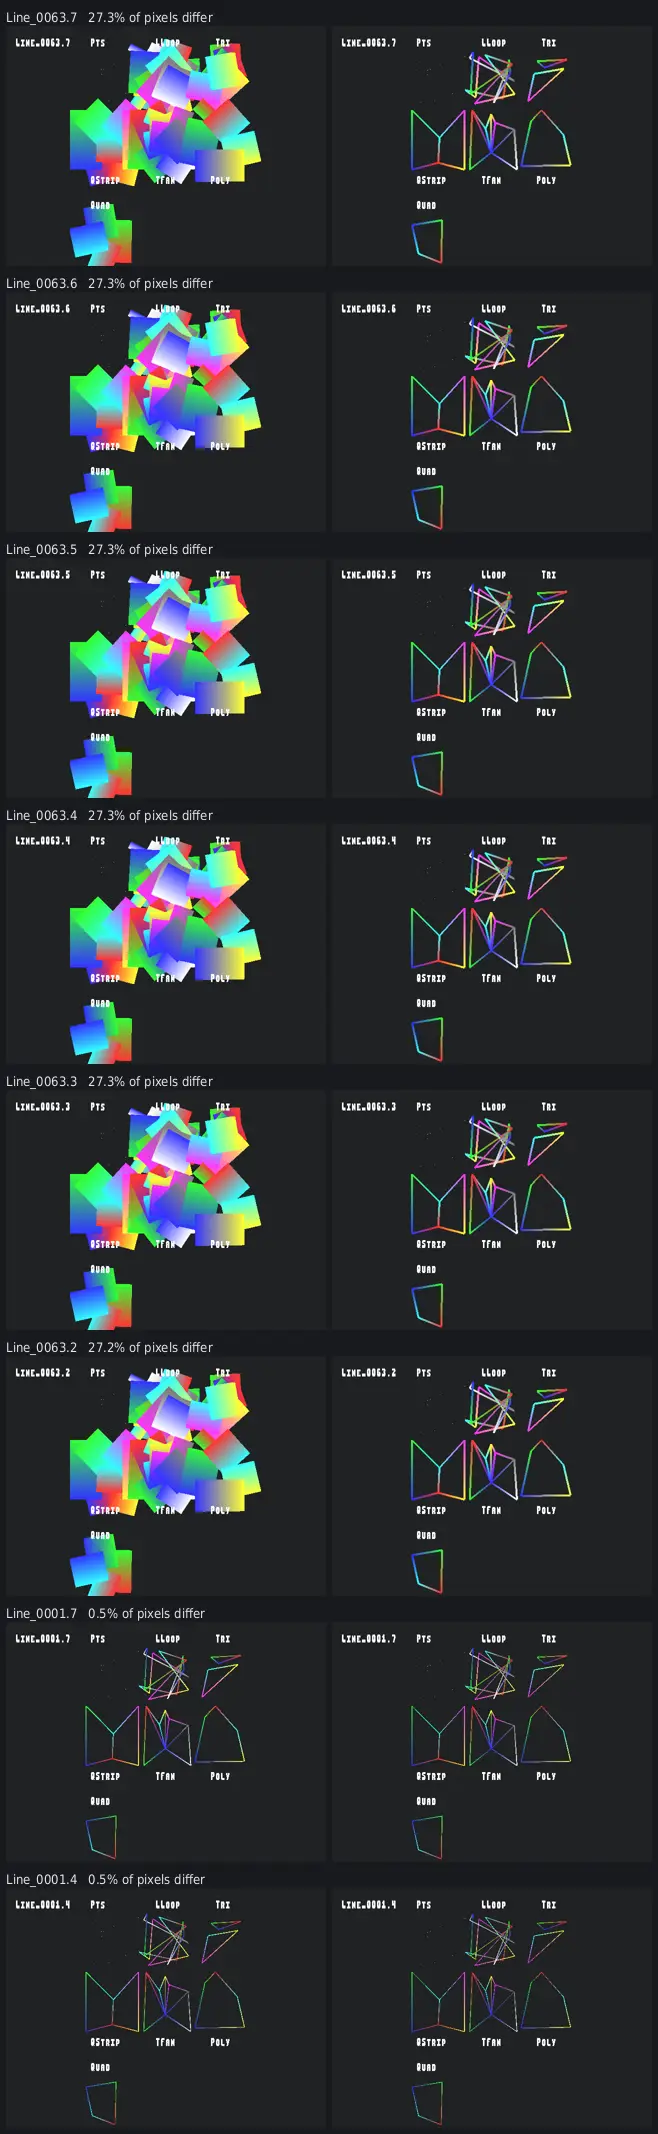 Line_0063.7 27.3% of pixels differ
LINE_0063.7 PTS LLOOP TRI LINE_0063.7 PTS LLOOP TRI
QSTRIP TFAN POLY QSTRIP TFAN POLY
QUAD QUAD
Line_0063.6 27.3% of pixels differ
LINE_0063.6 PTS LLOOP TRI LINE_0063.6 PTS LLOOP TRI
QSTRIP TFAN POLY QSTRIP TFAN POLY
QUAD QUAD
Line_0063.5 27.3% of pixels differ
LINE_0063.5 PTS LLOOP TRI LINE_0063.5 PTS LLOOP TRI
QSTRIP TFAN POLY QSTRIP TFAN POLY
QUAD QUAD
Line_0063.4 27.3% of pixels differ
LINE_0063.4 PTS LLOOP TRI LINE_0063.4 PTS LLOOP TRI
QSTRIP TFAN POLY QSTRIP TFAN POLY
QUAD QUAD
Line_0063.3 27.3% of pixels differ
LINE_0063.3 PTS LLOOP TRI LINE_0063.3 PTS LLOOP TRI
QSTRIP TFAN POLY QSTRIP TFAN POLY
QUAD QUAD
Line_0063.2 27.2% of pixels differ
LINE_0063.2 PTS LLOOP TRI LINE_0063.2 PTS LLOOP TRI
QSTRIP TFAN POLY QSTRIP TFAN POLY
QUAD QUAD
Line_0001.7 0.5% of pixels differ
LINE_0001.7 PTS LLOOP TRI LINE_0001.7 PTS LLOOP TRI
QSTRIP TFAN POLY QSTRIP TFAN POLY
QUAD QUAD
Line_0001.4 0.5% of pixels differ
LINE_0001.4 PTS LLOOP TRI LINE_0001.4 PTS LLOOP TRI
QSTRIP TFAN POLY QSTRIP TFAN POLY
QUAD QUAD